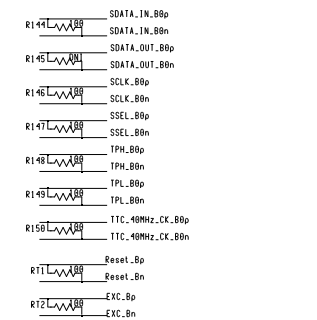 SDATA_IN_B0p
R144 100
SDATA_IN_B0n
SDATA_OUT_B0p
R145 DNI
SDATA_OUT_B0n
SCLK_B0p
R146 100
SCLK_B0n
SSEL_B0p
R147 100
SSEL_B0n
TPH_B0p
R148 100
TPH_B0n
TPL_B0p
R149 100
TPL_B0n
TTC_40MHz_CK_B0p
R150 100
TTC_40MHz_CK_B0n
Reset_Bp
RT1 100
Reset_Bn
EXC_Bp
RT2 100
EXC_Bn